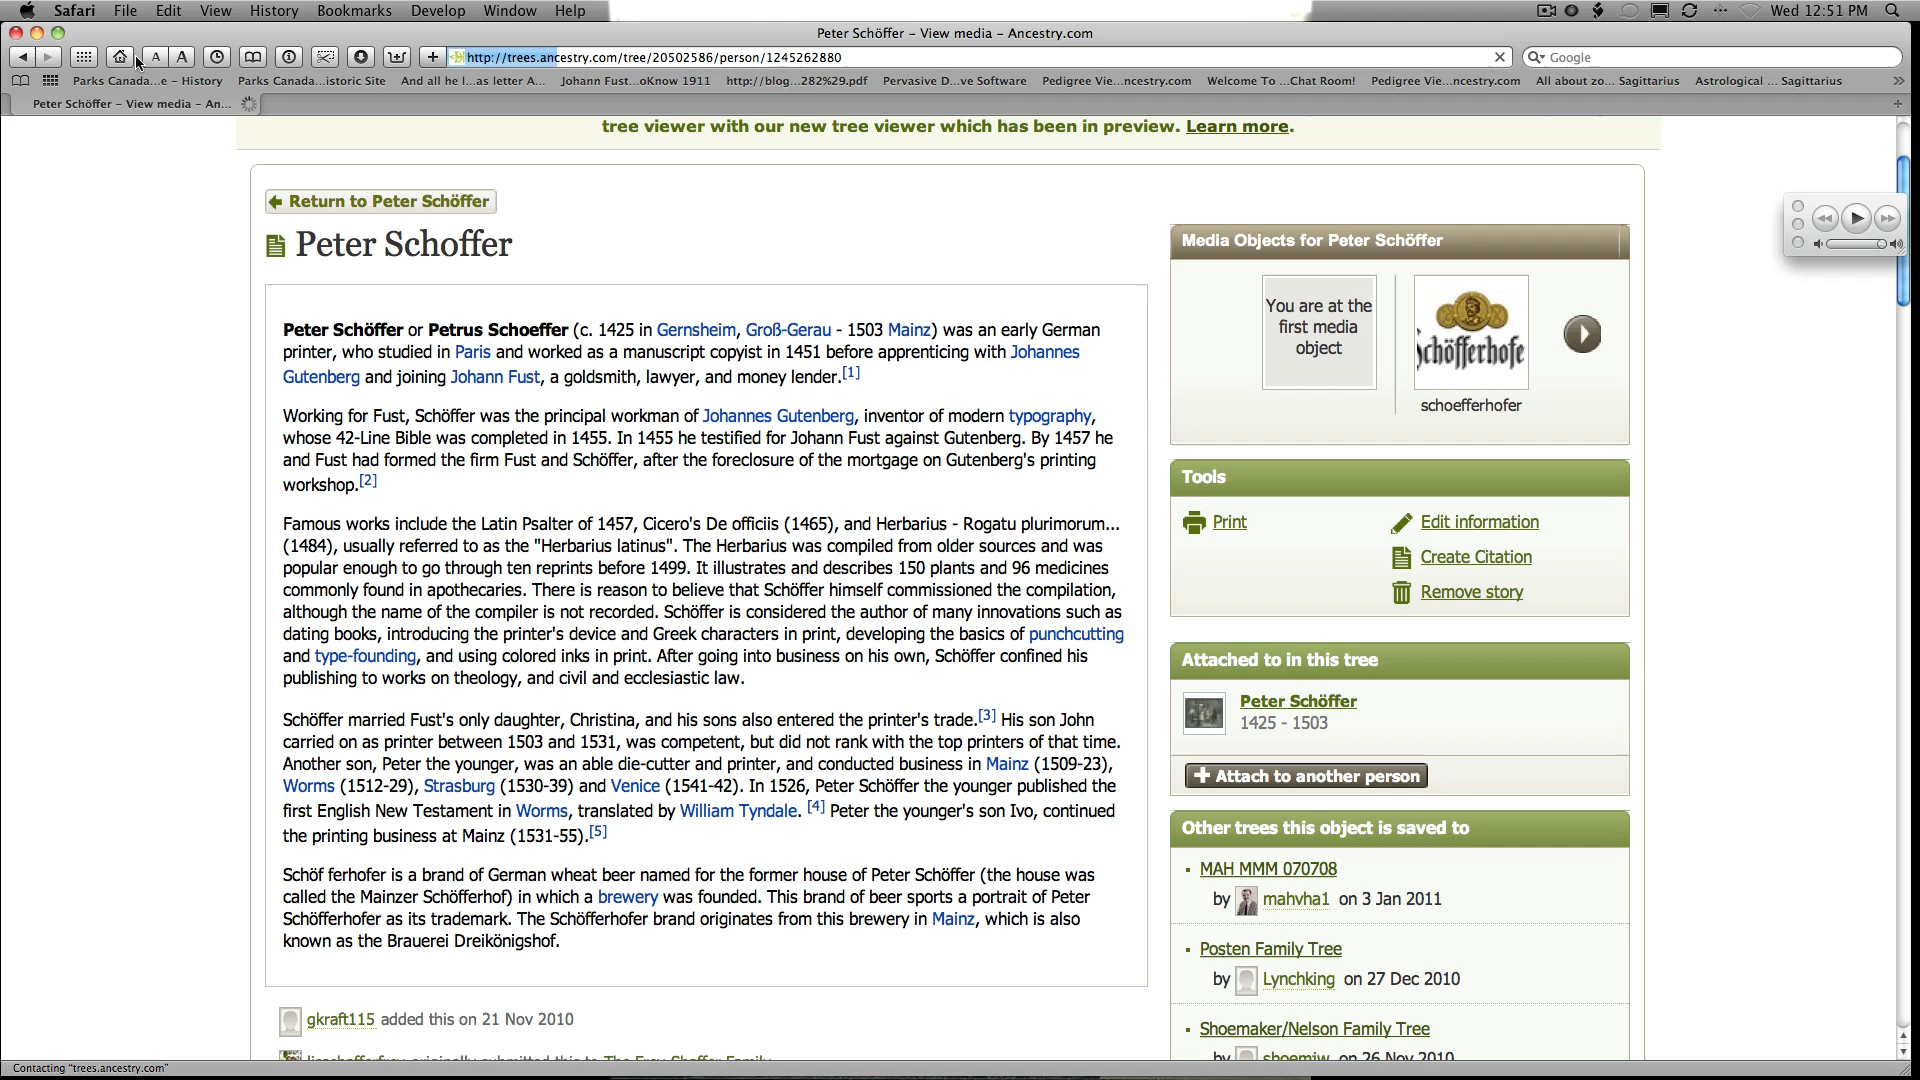 Safari File Edit View History Bookmarks Develop Window Help Wed 12:51 PM
Peter Schöffer – View media – Ancestry.com
A A http://trees.ancestry.com/tree/20502586/person/1245262880 Google
Parks Canada...e – History Parks Canada...istoric Site And all he l...as letter A... Johann Fust...oKnow 1911 http://blog...282%29.pdf Pervasive D...ve Software Pedigree Vie...ncestry.com Welcome To ...Chat Room! Pedigree Vie...ncestry.com All about zo... Sagittarius Astrological ... Sagittarius
Peter Schöffer – View media – An...
tree viewer with our new tree viewer which has been in preview. Learn more.
Return to Peter Schöffer
Peter Schoffer
Peter Schöffer or Petrus Schoeffer (c. 1425 in Gernsheim, Groß-Gerau - 1503 Mainz) was an early German
printer, who studied in Paris and worked as a manuscript copyist in 1451 before apprenticing with Johannes
Gutenberg and joining Johann Fust, a goldsmith, lawyer, and money lender.[1]
Working for Fust, Schöffer was the principal workman of Johannes Gutenberg, inventor of modern typography,
whose 42-Line Bible was completed in 1455. In 1455 he testified for Johann Fust against Gutenberg. By 1457 he
and Fust had formed the firm Fust and Schöffer, after the foreclosure of the mortgage on Gutenberg's printing
workshop.[2]
Famous works include the Latin Psalter of 1457, Cicero's De officiis (1465), and Herbarius - Rogatu plurimorum...
(1484), usually referred to as the "Herbarius latinus". The Herbarius was compiled from older sources and was
popular enough to go through ten reprints before 1499. It illustrates and describes 150 plants and 96 medicines
commonly found in apothecaries. There is reason to believe that Schöffer himself commissioned the compilation,
although the name of the compiler is not recorded. Schöffer is considered the author of many innovations such as
dating books, introducing the printer's device and Greek characters in print, developing the basics of punchcutting
and type-founding, and using colored inks in print. After going into business on his own, Schöffer confined his
publishing to works on theology, and civil and ecclesiastic law.
Schöffer married Fust's only daughter, Christina, and his sons also entered the printer's trade.[3] His son John
carried on as printer between 1503 and 1531, was competent, but did not rank with the top printers of that time.
Another son, Peter the younger, was an able die-cutter and printer, and conducted business in Mainz (1509-23),
Worms (1512-29), Strasburg (1530-39) and Venice (1541-42). In 1526, Peter Schöffer the younger published the
first English New Testament in Worms, translated by William Tyndale. [4] Peter the younger's son Ivo, continued
the printing business at Mainz (1531-55).[5]
Schöf ferhofer is a brand of German wheat beer named for the former house of Peter Schöffer (the house was
called the Mainzer Schöfferhof) in which a brewery was founded. This brand of beer sports a portrait of Peter
Schöfferhofer as its trademark. The Schöfferhofer brand originates from this brewery in Mainz, which is also
known as the Brauerei Dreikönigshof.
gkraft115 added this on 21 Nov 2010
originally submitted this to The Frey Shaffer Family
Media Objects for Peter Schöffer
You are at the
first media
object
chöfferhofe
schoefferhofer
Tools
Print Edit information
Create Citation
Remove story
Attached to in this tree
Peter Schöffer
1425 - 1503
Attach to another person
Other trees this object is saved to
MAH MMM 070708
by mahvha1 on 3 Jan 2011
Posten Family Tree
by Lynchking on 27 Dec 2010
Shoemaker/Nelson Family Tree
by shoemjw on 26 Nov 2010
Contacting "trees.ancestry.com"